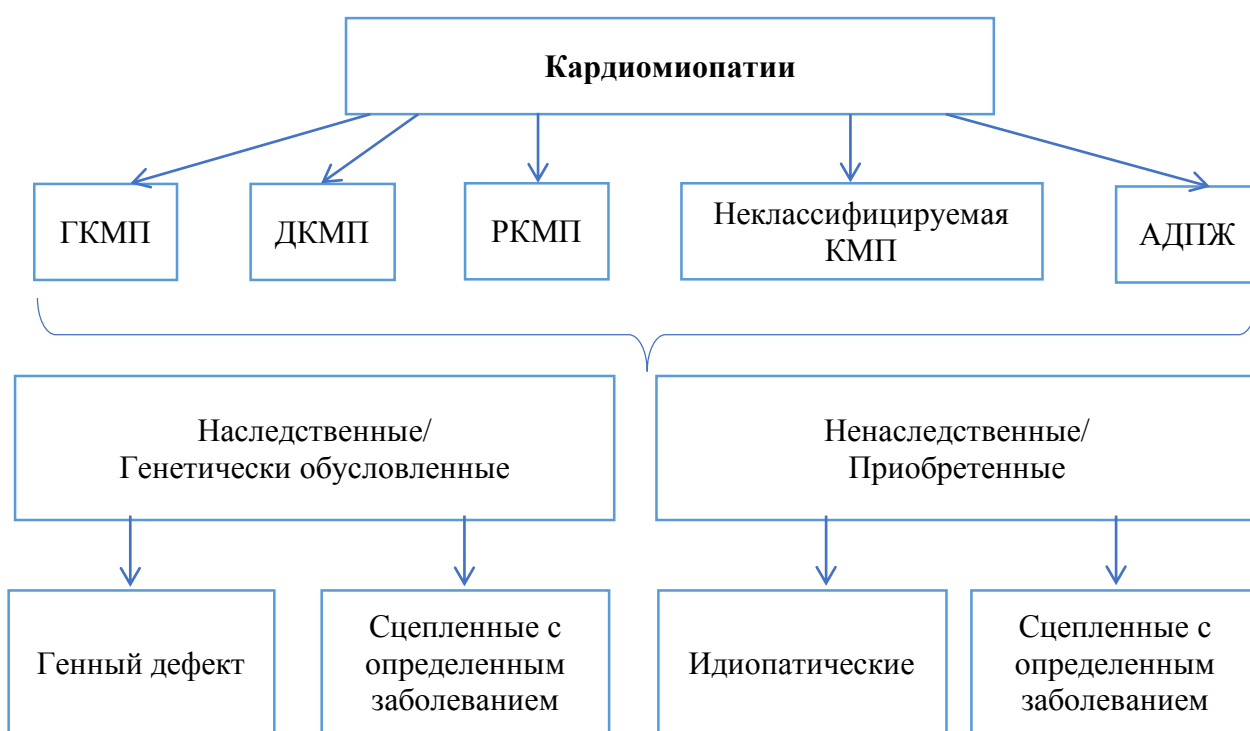 Кардиомиопатии
ГКМП
ДКМП
РКМП
Неклассифицируемая
КМП
АДПЖ
Наследственные/
Генетически обусловленные
Ненаследственные/
Приобретенные
Генный дефект
Сцепленные с
определенным
заболеванием
Идиопатические
Сцепленные с
определенным
заболеванием